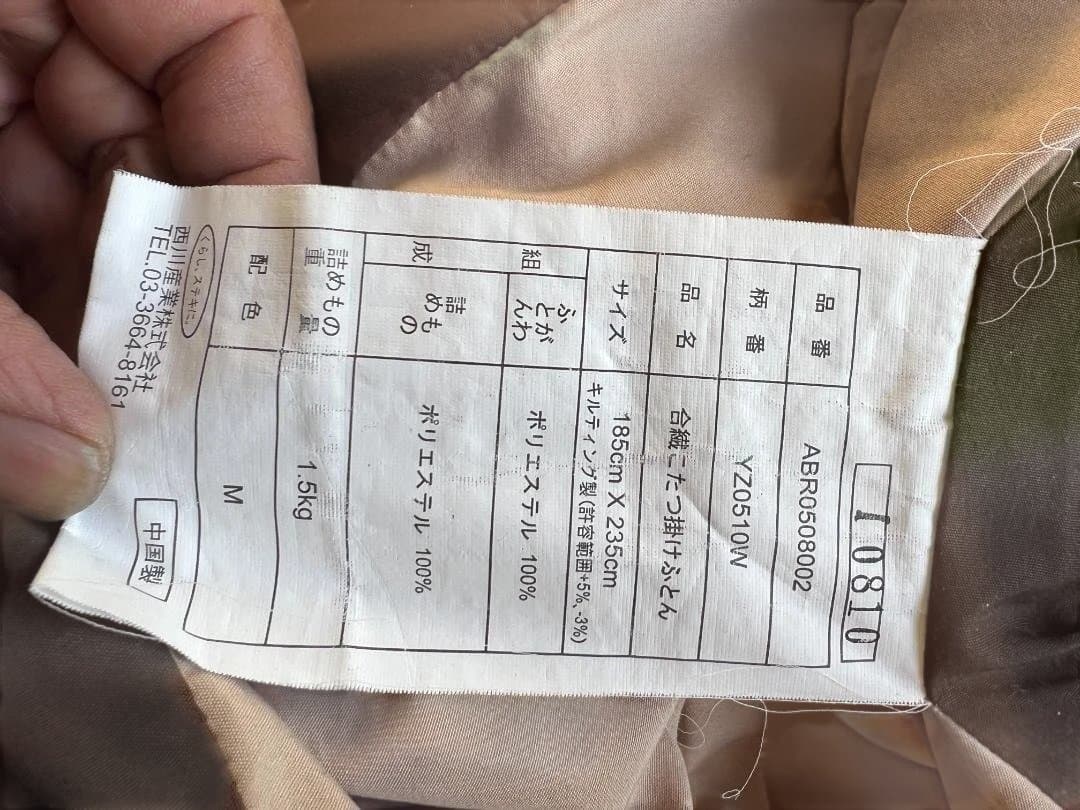 10810
品番 ABR0508002
柄番 YZ0510W
品名 合繊こたつ掛けふとん
サイズ 185cm X 235cm
キルティング製(許容範囲+5%、-3%)
組成 ふとんがわ ポリエステル 100%
詰めもの ポリエステル 100%
詰めもの重量 1.5kg
配色 M
くらし、ステキに。
西川産業株式会社
TEL.03-3664-8161
中国製